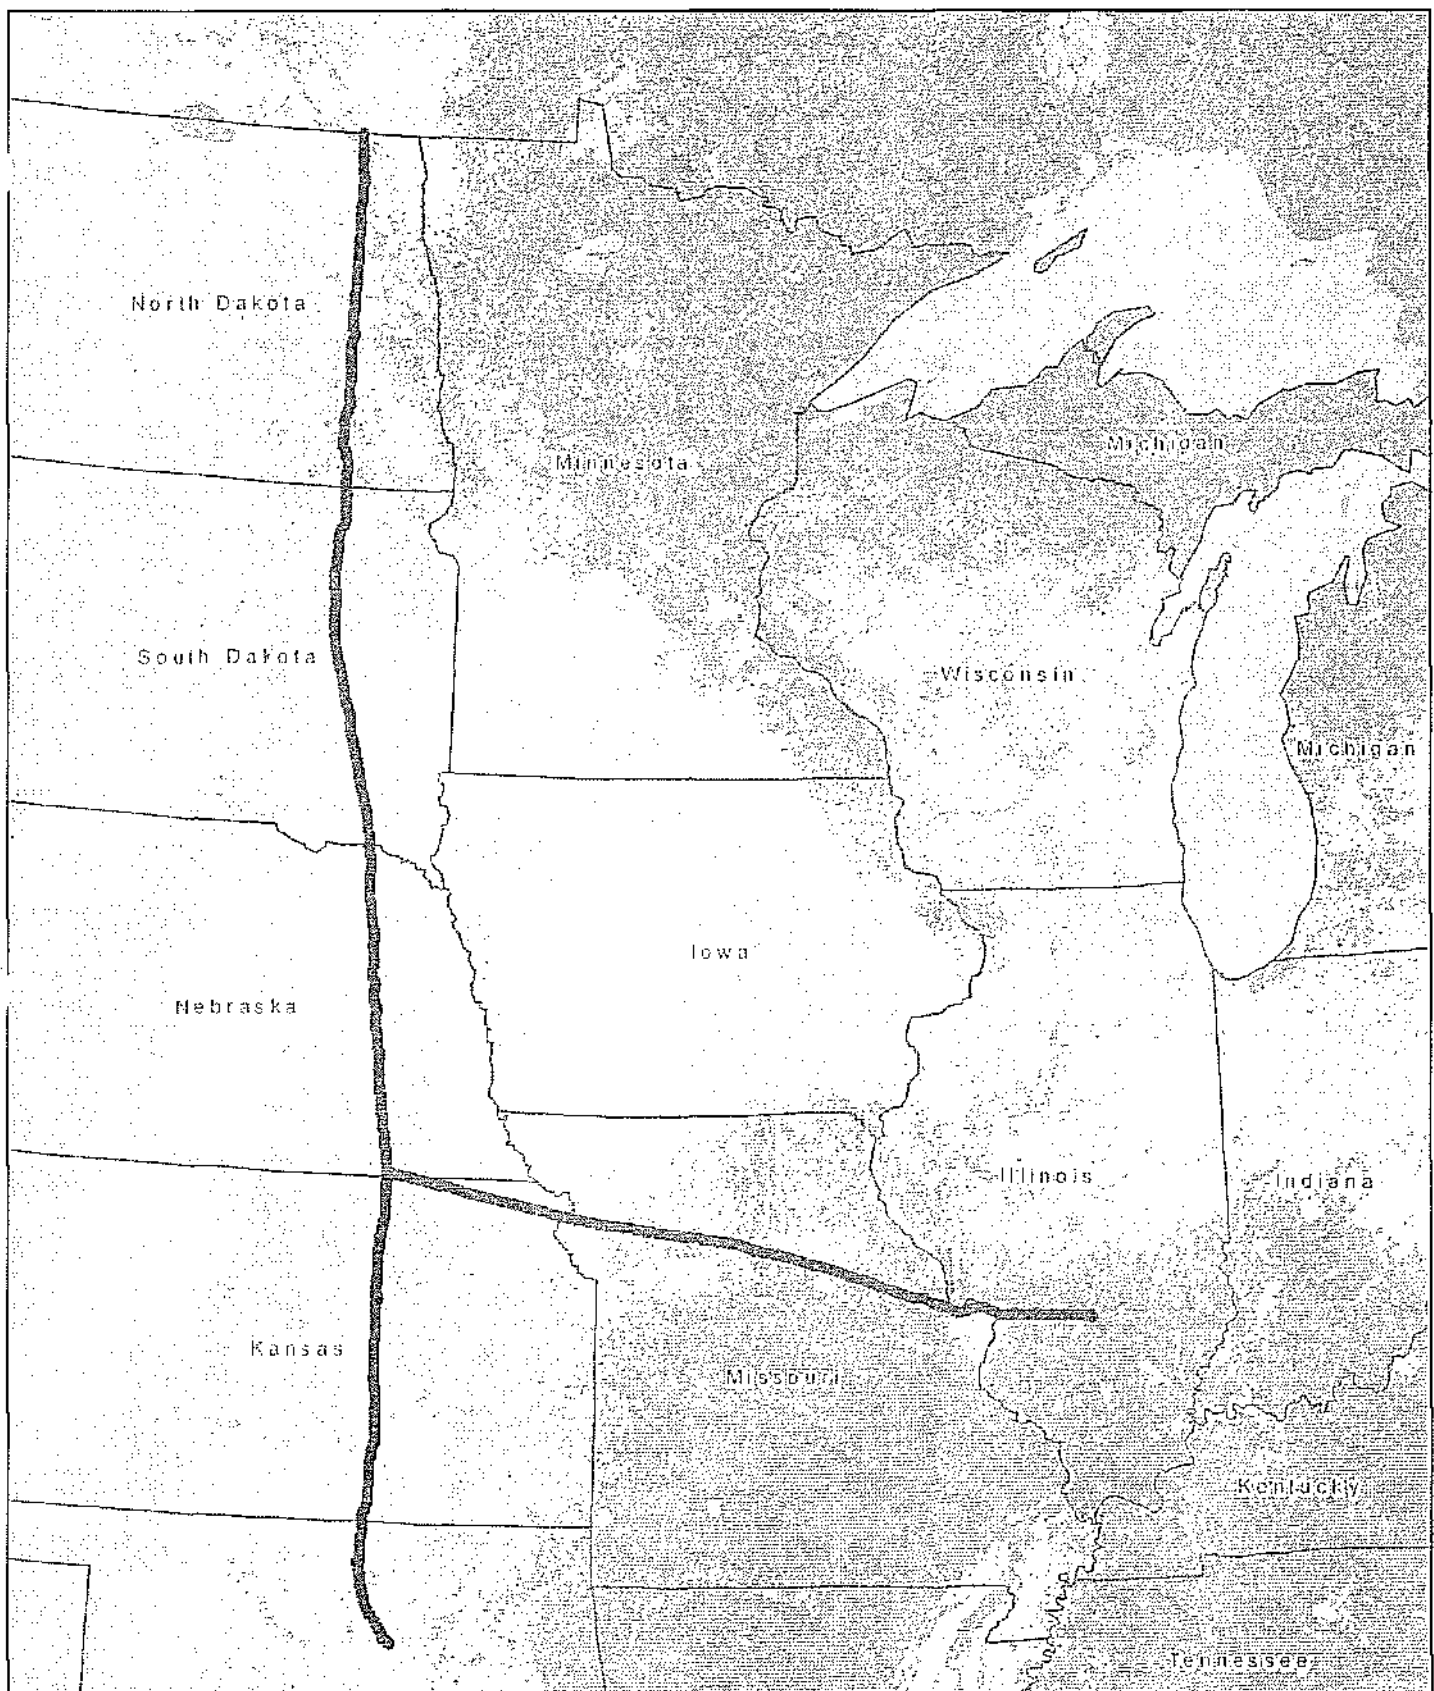 North Dakota
Minnesota
Michigan
South Dakota
Wisconsin
Michigan
Iowa
Nebraska
Illinois
Indiana
Kansas
Missouri
Kentucky
Tennessee